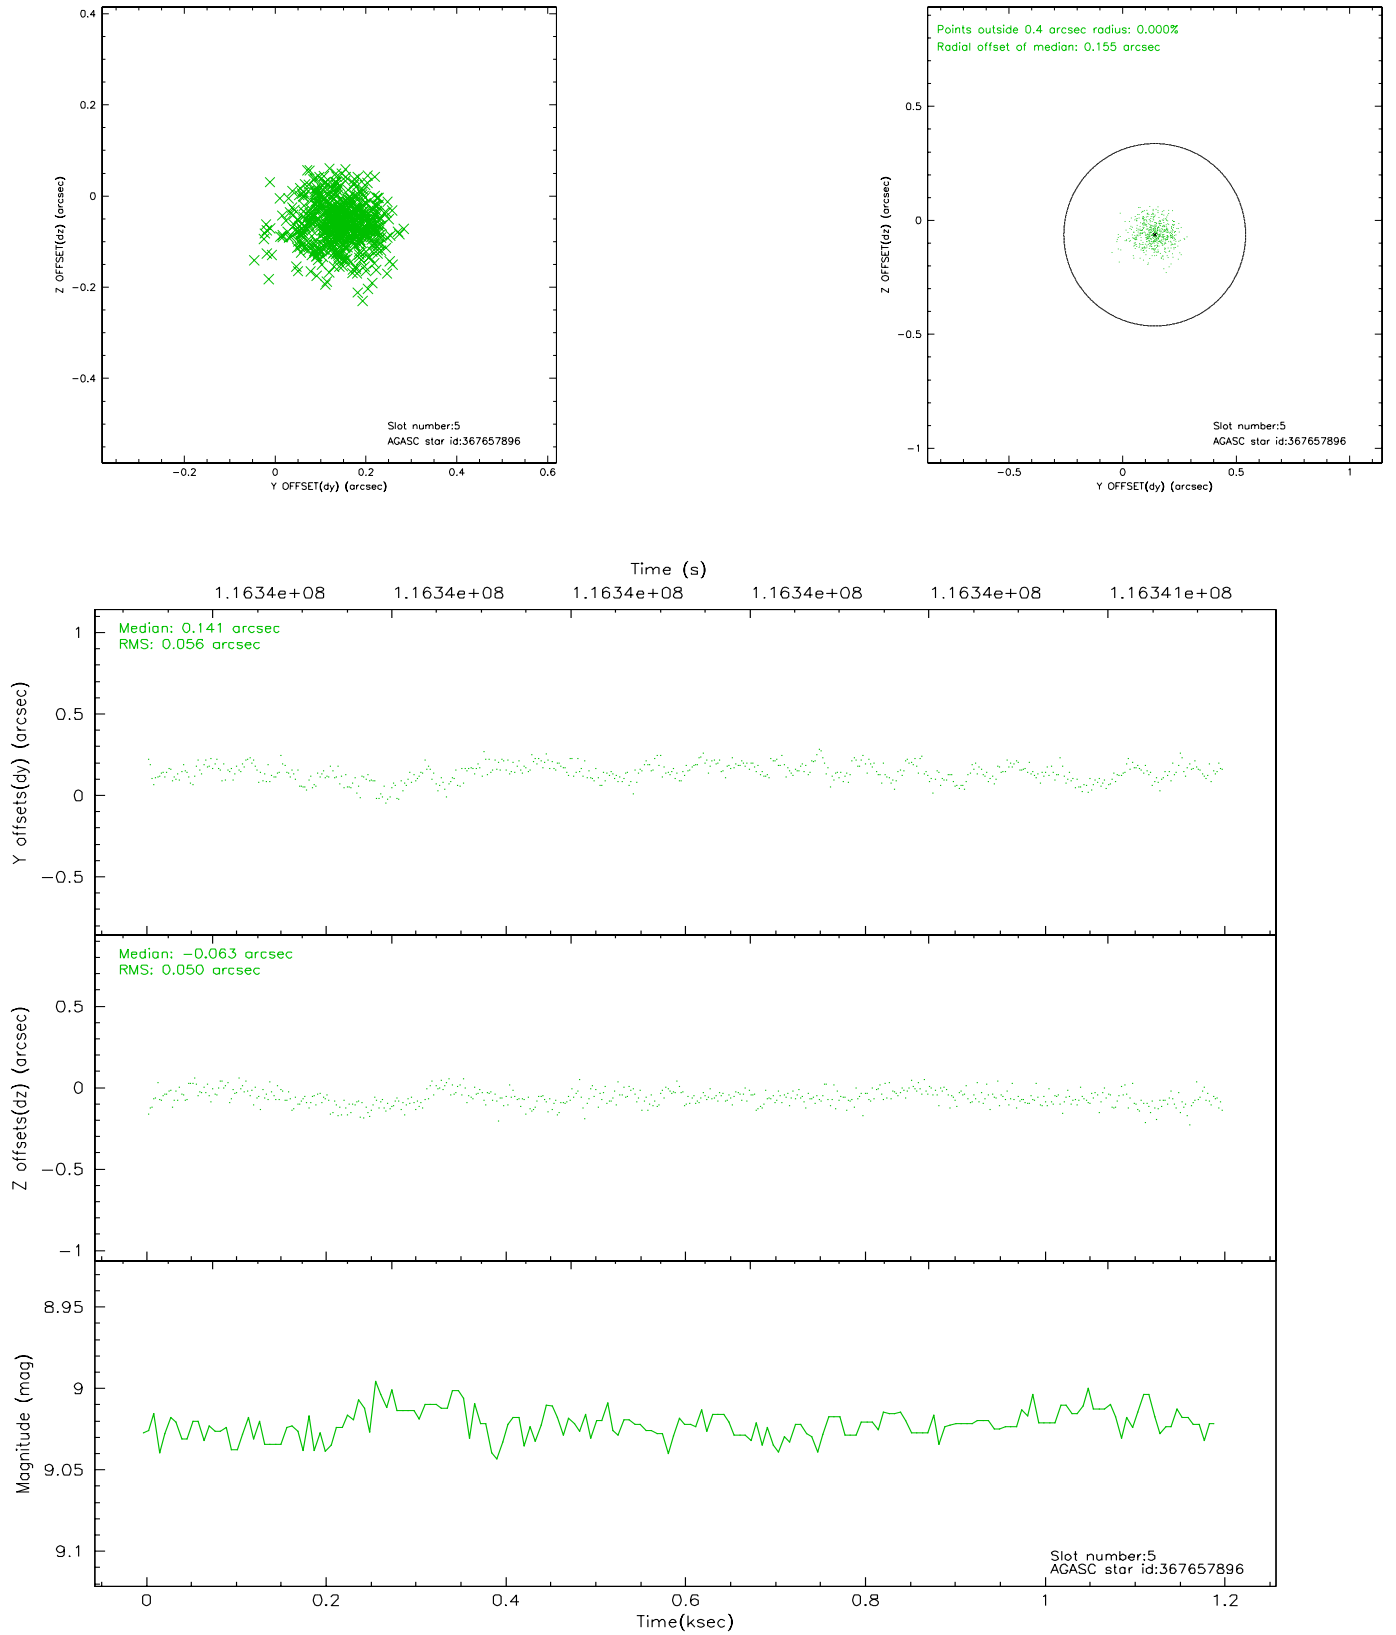 0.4
0.2
0
−0.2
−0.4
Z OFFSET(dz) (arcsec)
Slot number:5
AGASC star id:367657896
−0.2 0 0.2 0.4 0.6
Y OFFSET(dy) (arcsec)
Points outside 0.4 arcsec radius: 0.000%
Radial offset of median: 0.155 arcsec
0.5
0
−0.5
−1
Z OFFSET(dz) (arcsec)
Slot number:5
AGASC star id:367657896
−0.5 0 0.5 1
Y OFFSET(dy) (arcsec)
Time (s)
1.1634e+08 1.1634e+08 1.1634e+08 1.1634e+08 1.1634e+08 1.16341e+08
Median: 0.141 arcsec
RMS: 0.056 arcsec
1
0.5
0
−0.5
Y offsets(dy) (arcsec)
Median: −0.063 arcsec
RMS: 0.050 arcsec
0.5
0
−0.5
−1
Z offsets(dz) (arcsec)
8.95
9
9.05
9.1
Magnitude (mag)
Slot number:5
AGASC star id:367657896
0 0.2 0.4 0.6 0.8 1 1.2
Time(ksec)